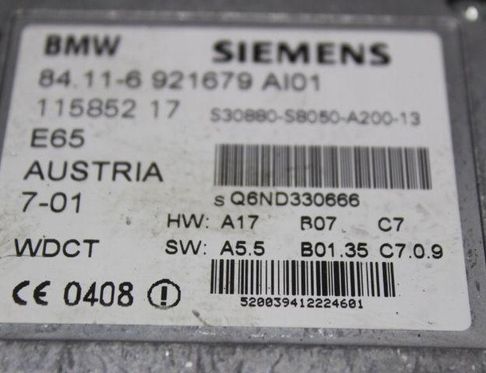 BMW SIEMENS
84.11-6 921679 AI01
115852 17 S30880-S8050-A200-13
E65
AUSTRIA
S Q6ND330666
7-01
HW: A17 B07 C7
WDCT SW: A5.5 B01.35 C7.0.9
CE 0408
520039412224601